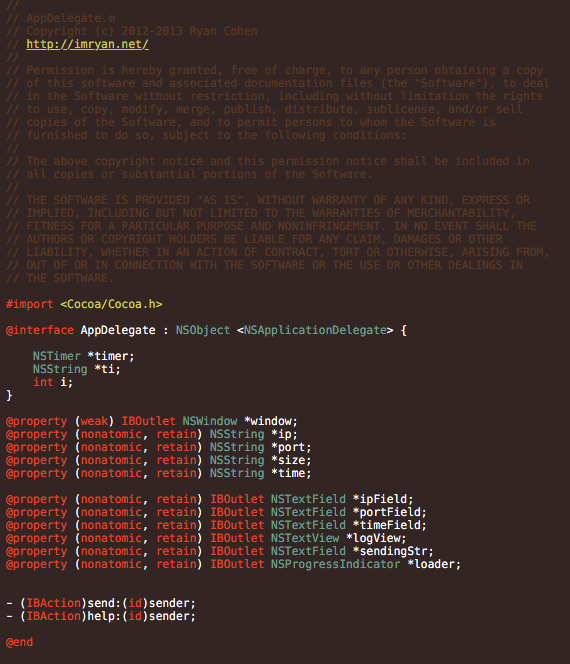 //
// AppDelegate.m
// Copyright (c) 2012-2013 Ryan Cohen
// http://imryan.net/
//
// Permission is hereby granted, free of charge, to any person obtaining a copy
// of this software and associated documentation files (the "Software"), to deal
// in the Software without restriction, including without limitation the rights
// to use, copy, modify, merge, publish, distribute, sublicense, and/or sell
// copies of the Software, and to permit persons to whom the Software is
// furnished to do so, subject to the following conditions:
//
// The above copyright notice and this permission notice shall be included in
// all copies or substantial portions of the Software.
//
// THE SOFTWARE IS PROVIDED "AS IS", WITHOUT WARRANTY OF ANY KIND, EXPRESS OR
// IMPLIED, INCLUDING BUT NOT LIMITED TO THE WARRANTIES OF MERCHANTABILITY,
// FITNESS FOR A PARTICULAR PURPOSE AND NONINFRINGEMENT. IN NO EVENT SHALL THE
// AUTHORS OR COPYRIGHT HOLDERS BE LIABLE FOR ANY CLAIM, DAMAGES OR OTHER
// LIABILITY, WHETHER IN AN ACTION OF CONTRACT, TORT OR OTHERWISE, ARISING FROM,
// OUT OF OR IN CONNECTION WITH THE SOFTWARE OR THE USE OR OTHER DEALINGS IN
// THE SOFTWARE.

#import <Cocoa/Cocoa.h>

@interface AppDelegate : NSObject <NSApplicationDelegate> {

    NSTimer *timer;
    NSString *ti;
    int i;
}

@property (weak) IBOutlet NSWindow *window;
@property (nonatomic, retain) NSString *ip;
@property (nonatomic, retain) NSString *port;
@property (nonatomic, retain) NSString *size;
@property (nonatomic, retain) NSString *time;

@property (nonatomic, retain) IBOutlet NSTextField *ipField;
@property (nonatomic, retain) IBOutlet NSTextField *portField;
@property (nonatomic, retain) IBOutlet NSTextField *timeField;
@property (nonatomic, retain) IBOutlet NSTextView *logView;
@property (nonatomic, retain) IBOutlet NSTextField *sendingStr;
@property (nonatomic, retain) IBOutlet NSProgressIndicator *loader;

- (IBAction)send:(id)sender;
- (IBAction)help:(id)sender;

@end